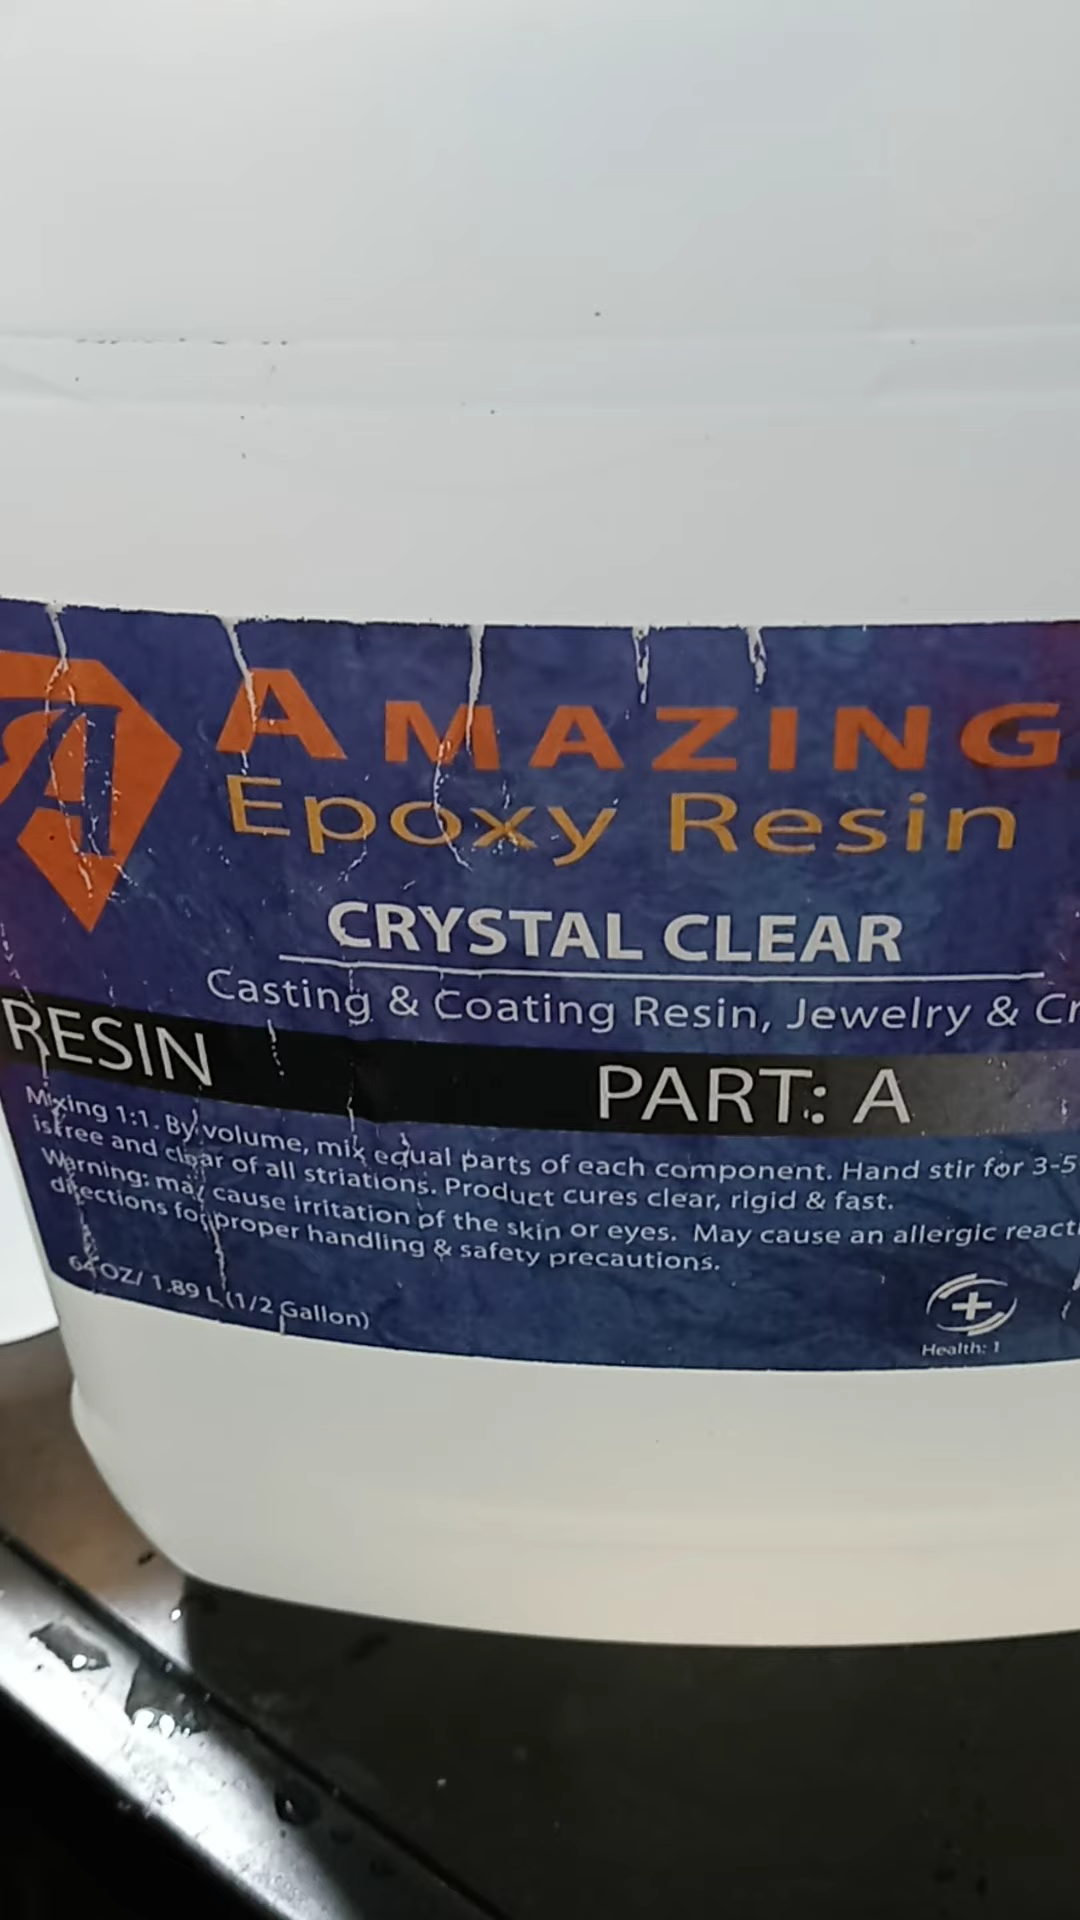 A
AMAZING
Epoxy Resin
CRYSTAL CLEAR
Casting & Coating Resin, Jewelry & Cr
RESIN PART: A
Mixing 1:1. By volume, mix equal parts of each component. Hand stir for 3-5
is free and clear of all striations. Product cures clear, rigid & fast.
Warning: may cause irritation of the skin or eyes. May cause an allergic reacti
directions for proper handling & safety precautions.
64 OZ/ 1.89 L (1/2 Gallon)
Health: 1